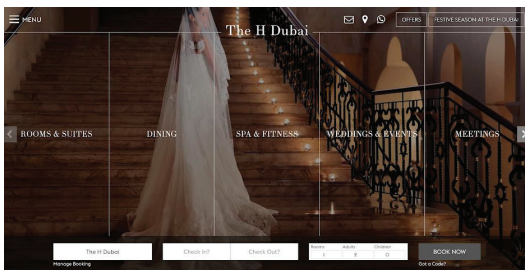 MENU
The H Dubai
OFFERS
FESTIVE SEASON AT THE H DUBAI
ROOMS & SUITES
DINING
SPA & FITNESS
WEDDINGS & EVENTS
MEETINGS
The H Dubai
Check In?
Check Out?
Rooms
Adults
Children
1
2
0
BOOK NOW
Manage Booking
Got a Code?